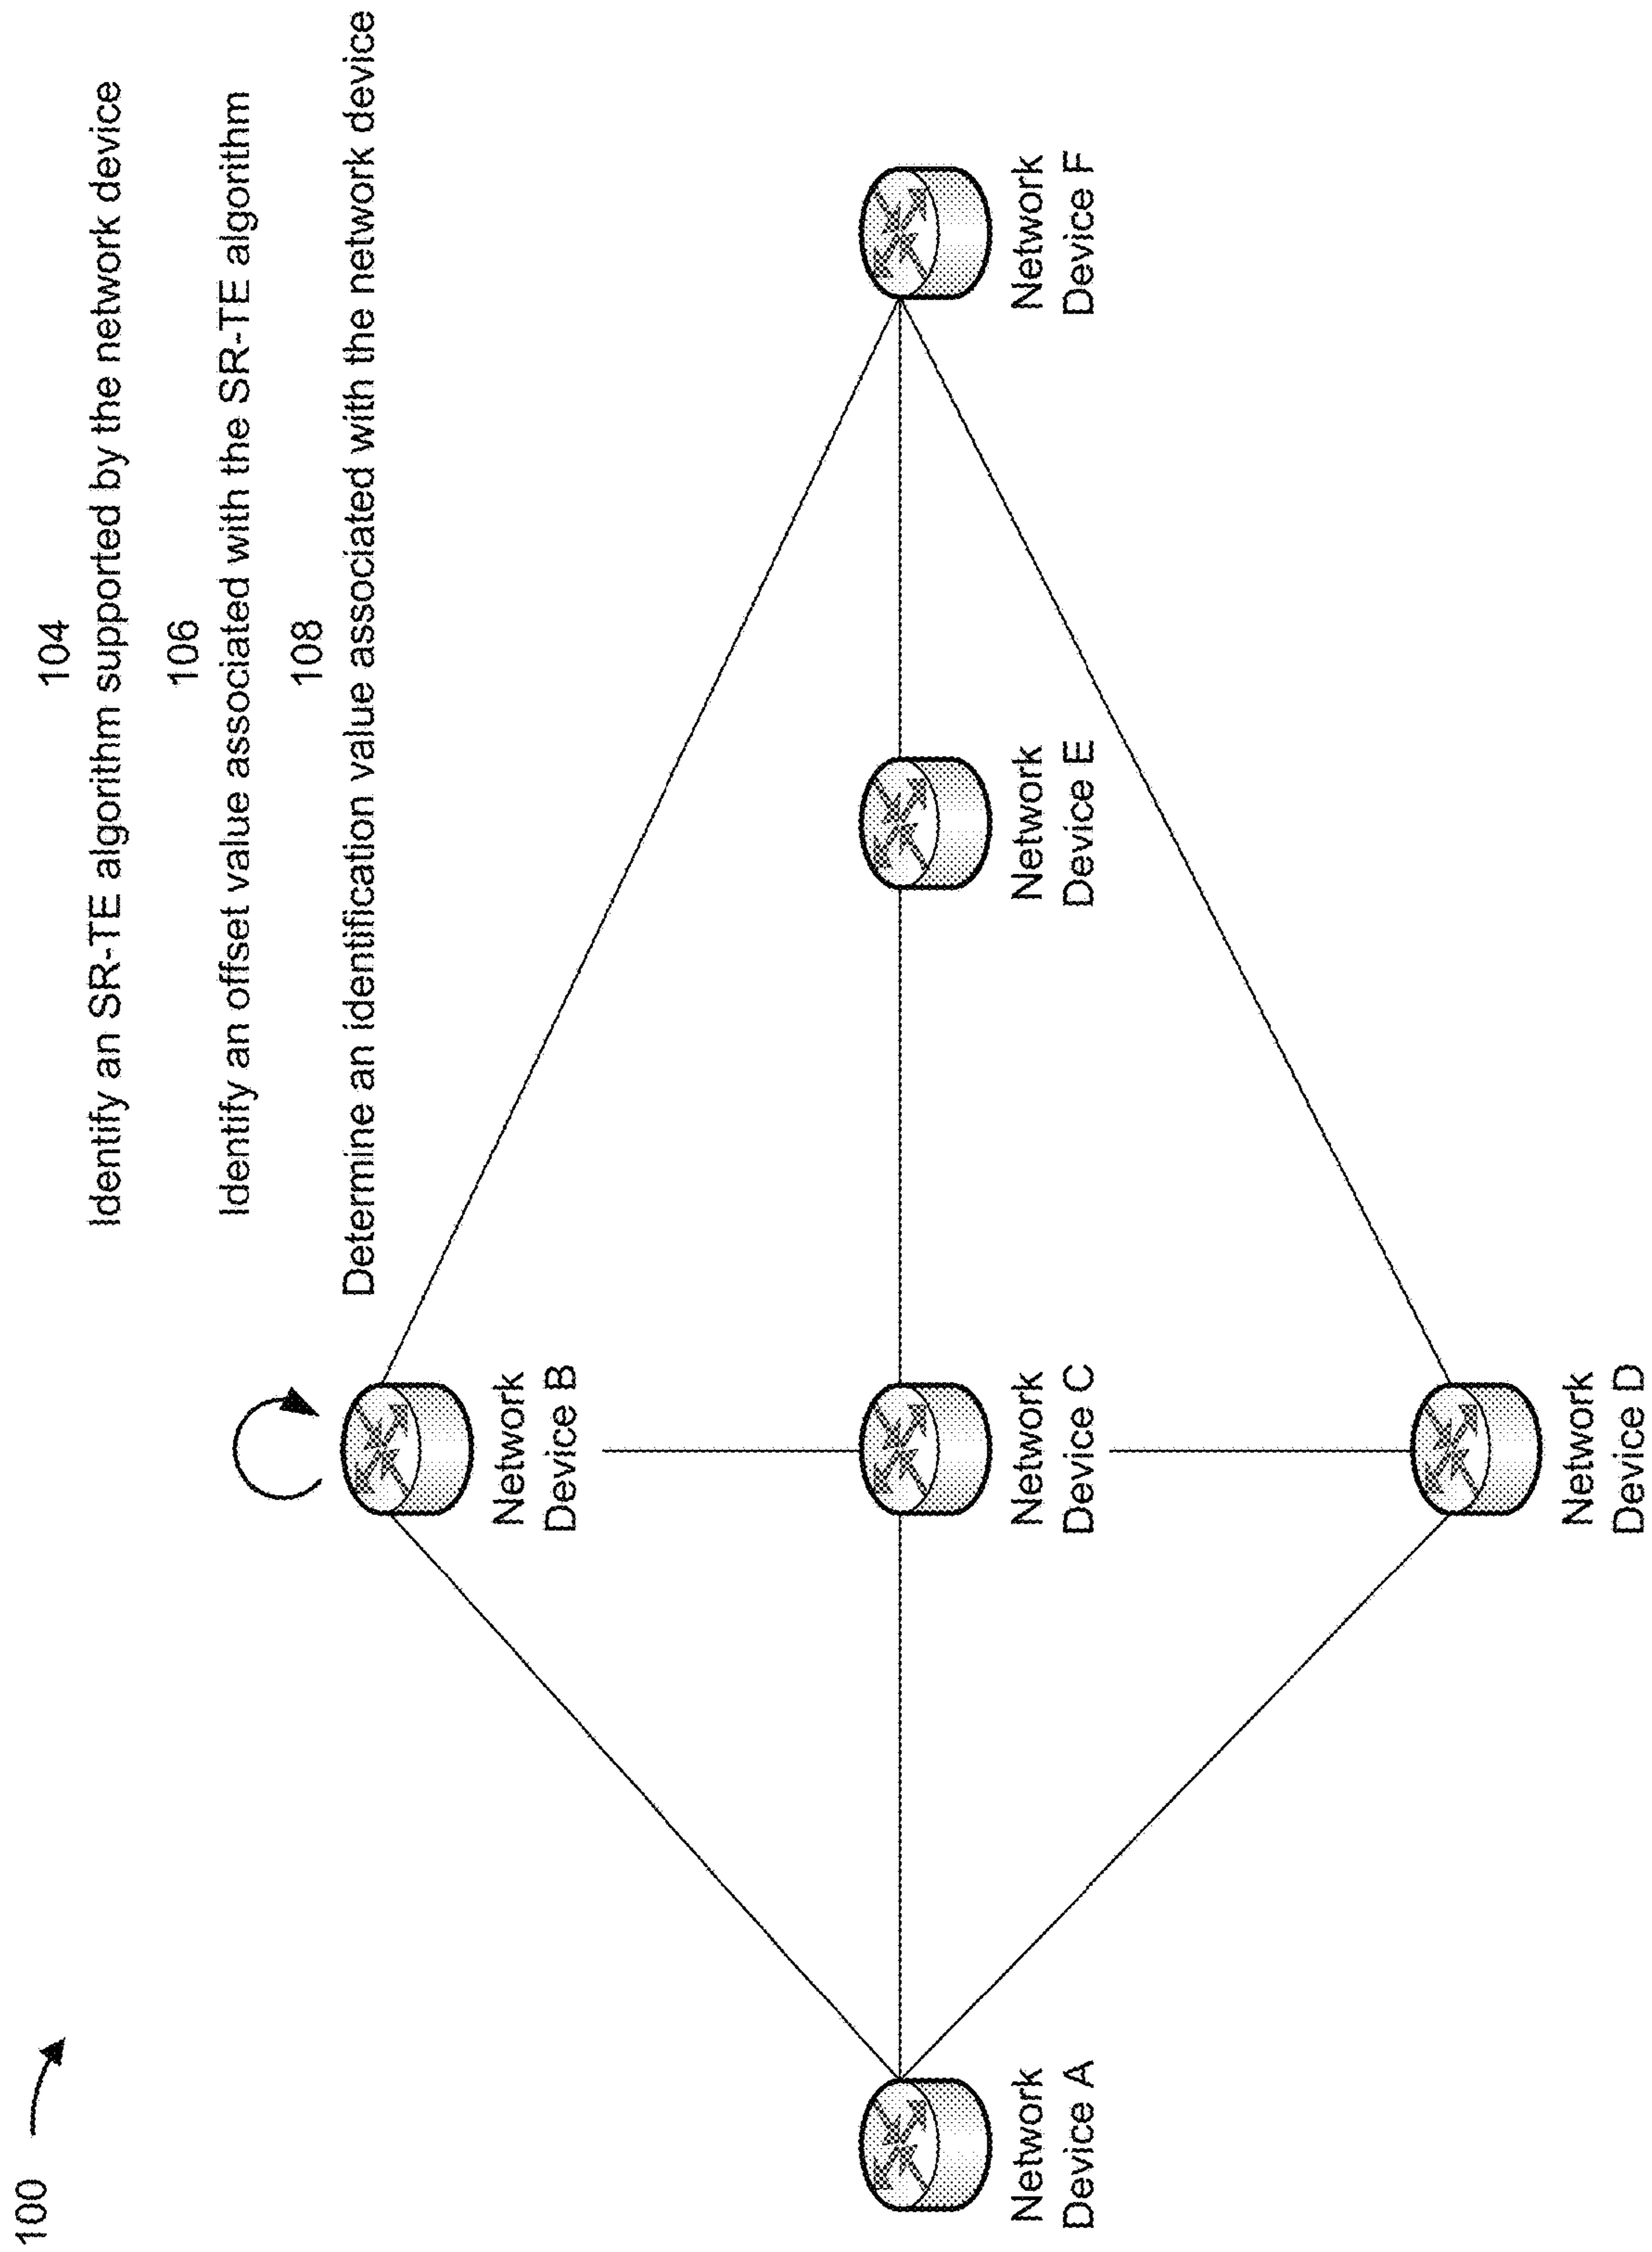 100
104
Identify an SR-TE algorithm supported by the network device
106
Identify an offset value associated with the SR-TE algorithm
108
Determine an identification value associated with the network device
Network
Device B
Network
Device A
Network
Device C
Network
Device E
Network
Device F
Network
Device D